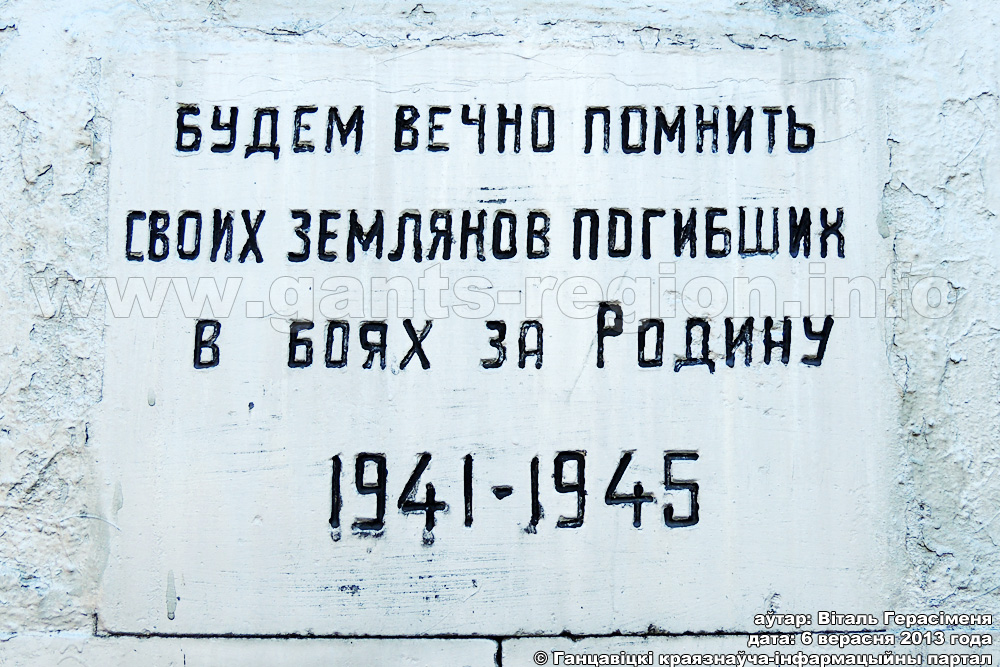 БУДЕМ ВЕЧНО ПОМНИТЬ
СВОИХ ЗЕМЛЯНОВ ПОГИБШИХ
В БОЯХ ЗА РОДИНУ
1941-1945
www.gants-region.info
аўтар: Віталь Герасіменя
дата: 6 верасня 2013 года
© Ганцавіцкі краязнаўча-інфармацыйны партал